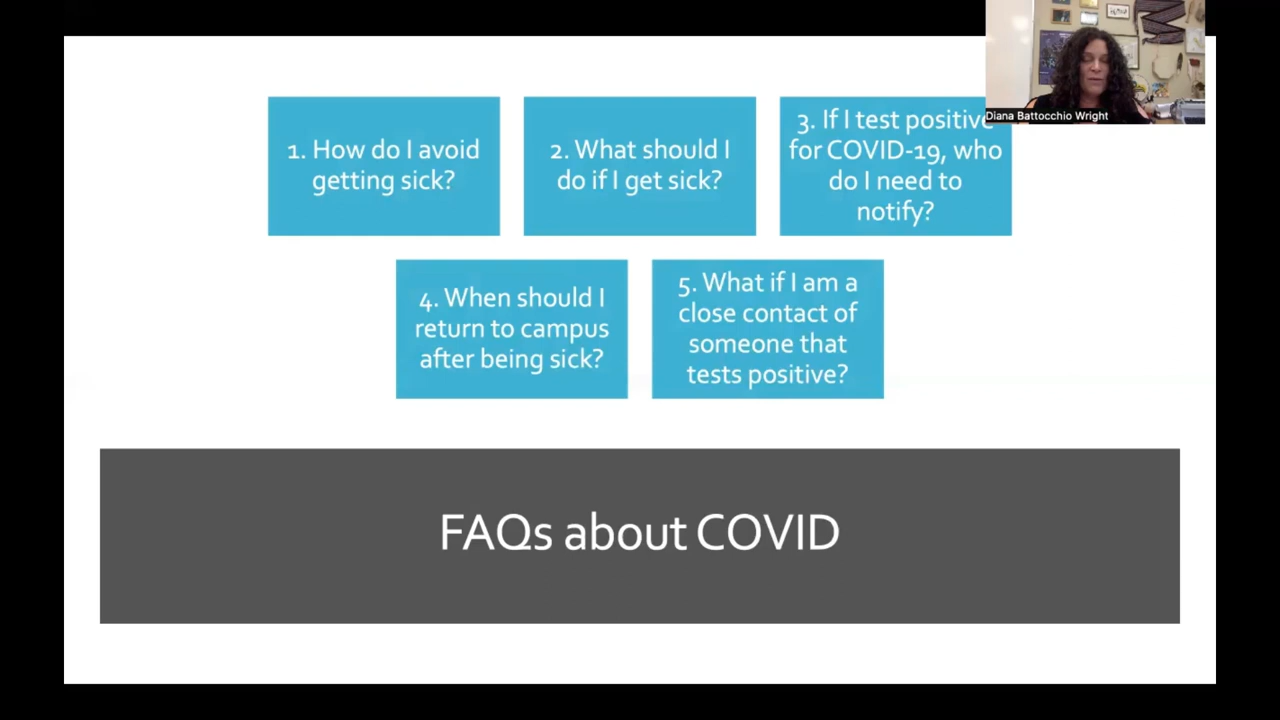 Diana Battocchio Wright
1. How do I avoid
getting sick?
2. What should I
do if I get sick?
3. If I test positive
for COVID-19, who
do I need to
notify?
4. When should I
return to campus
after being sick?
5. What if I am a
close contact of
someone that
tests positive?
FAQs about COVID